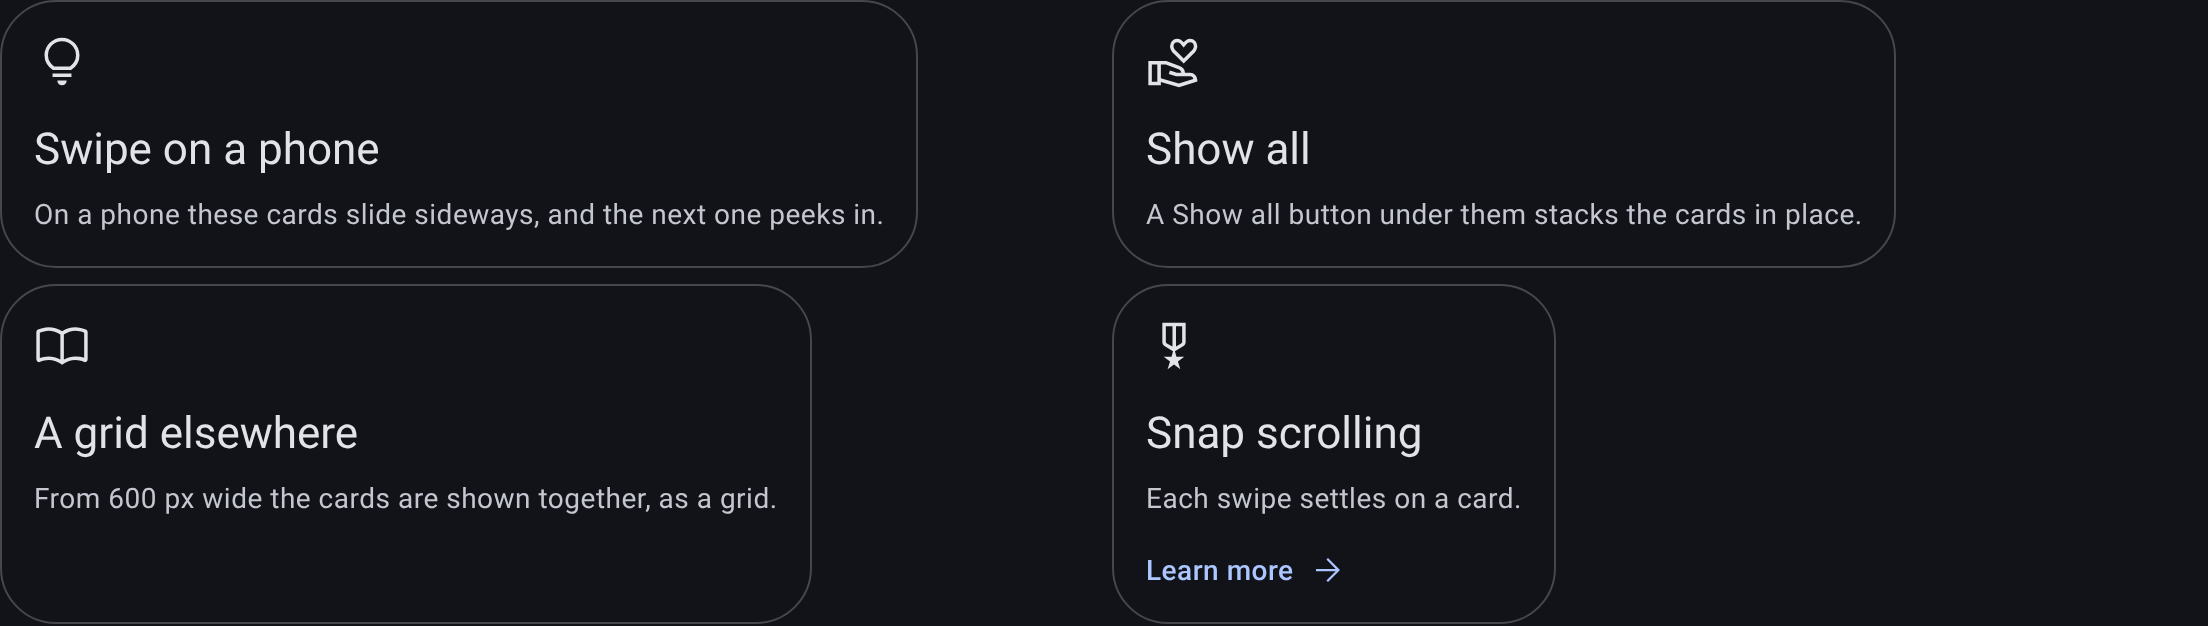 Swipe on a phone
On a phone these cards slide sideways, and the next one peeks in.
Show all
A Show all button under them stacks the cards in place.
A grid elsewhere
From 600 px wide the cards are shown together, as a grid.
Snap scrolling
Each swipe settles on a card.
Learn more